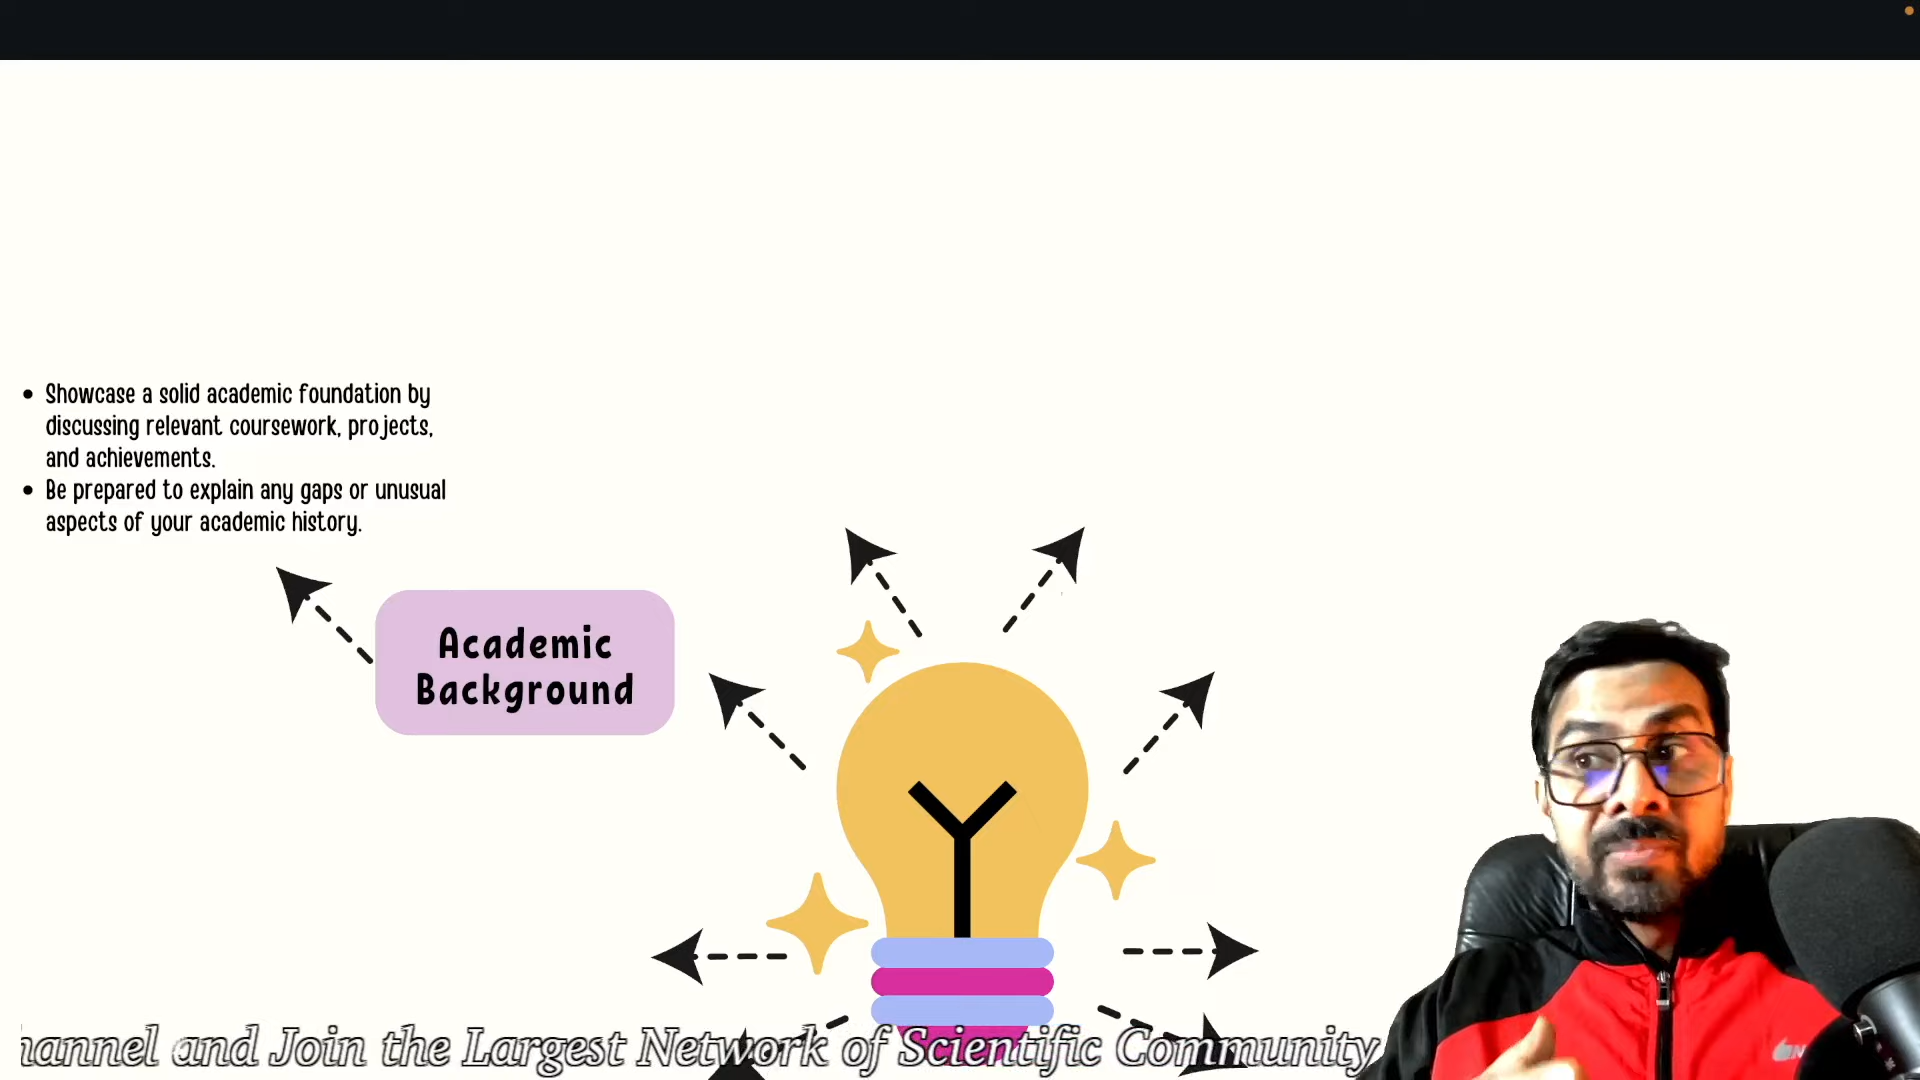 Showcase a solid academic foundation by
discussing relevant coursework, projects,
and achievements.
Be prepared to explain any gaps or unusual
aspects of your academic history.
Academic
Background
and Join the Largest Network of Scientific Community